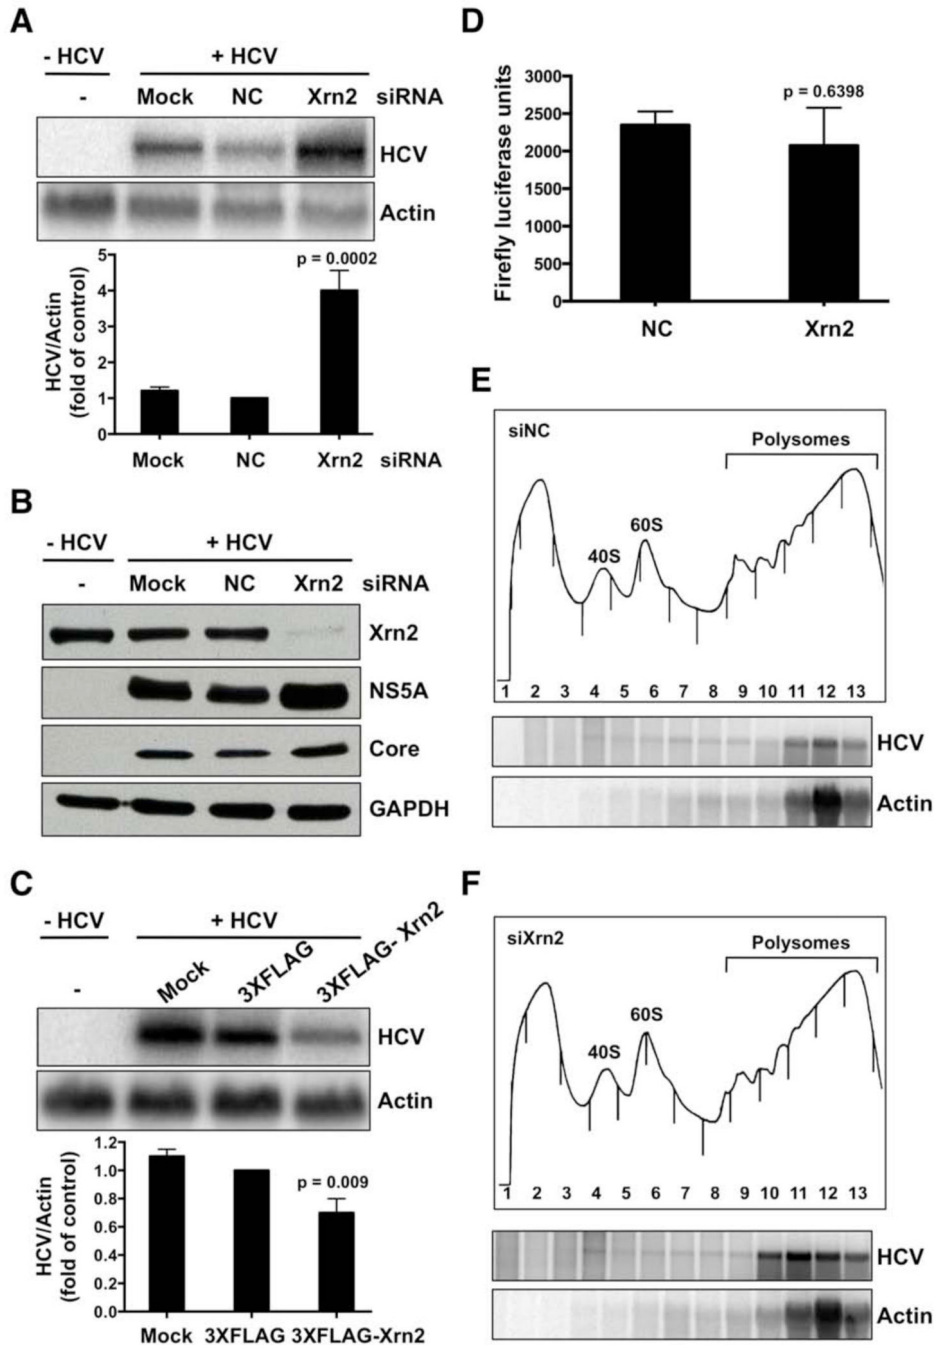 A
- HCV
+ HCV
- Mock NC Xrn2 siRNA
HCV
Actin
p = 0.0002
HCV/Actin
(fold of control)
5
4
3
2
1
0
Mock NC Xrn2 siRNA
B
- HCV
+ HCV
- Mock NC Xrn2 siRNA
Xrn2
NS5A
Core
GAPDH
C
- HCV
+ HCV
- Mock 3XFLAG 3XFLAG- Xrn2
HCV
Actin
p = 0.009
HCV/Actin
(fold of control)
1.2
1.0
0.8
0.6
0.4
0.2
0.0
Mock 3XFLAG 3XFLAG-Xrn2
D
p = 0.6398
Firefly luciferase units
3000
2500
2000
1500
1000
500
0
NC Xrn2
E
siNC
Polysomes
40S
60S
1 2 3 4 5 6 7 8 9 10 11 12 13
HCV
Actin
F
siXrn2
Polysomes
40S
60S
1 2 3 4 5 6 7 8 9 10 11 12 13
HCV
Actin